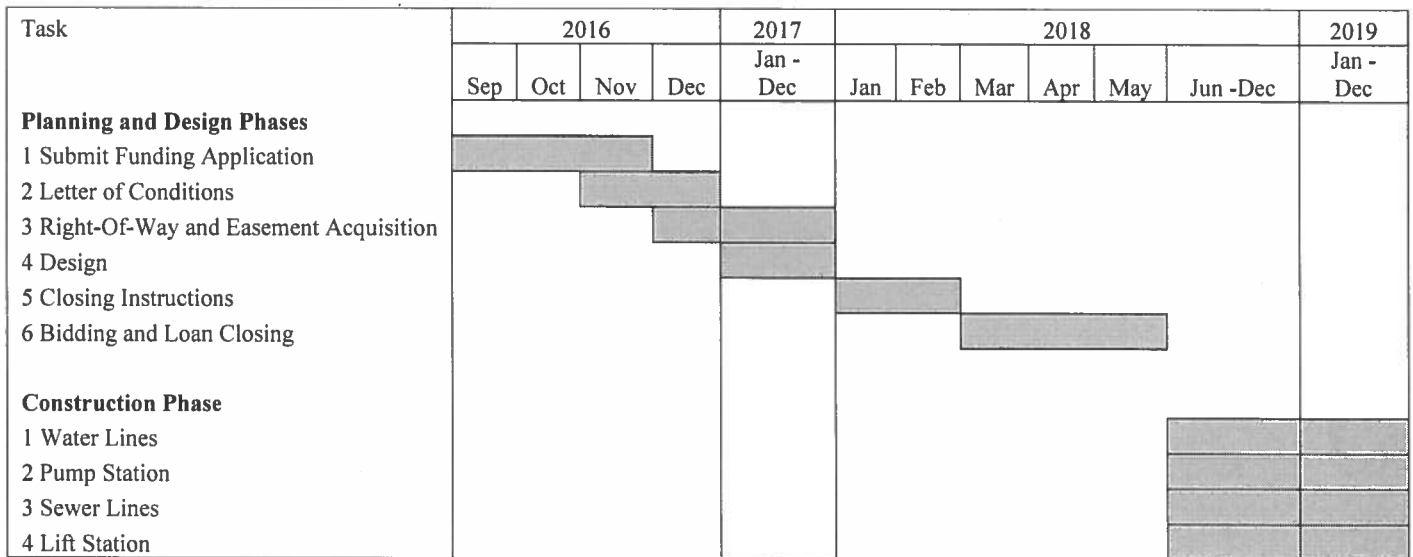 Task 2016 2017 2018 2019
Sep Oct Nov Dec Jan - Dec Jan Feb Mar Apr May Jun -Dec Jan - Dec
Planning and Design Phases
1 Submit Funding Application
2 Letter of Conditions
3 Right-Of-Way and Easement Acquisition
4 Design
5 Closing Instructions
6 Bidding and Loan Closing
Construction Phase
1 Water Lines
2 Pump Station
3 Sewer Lines
4 Lift Station